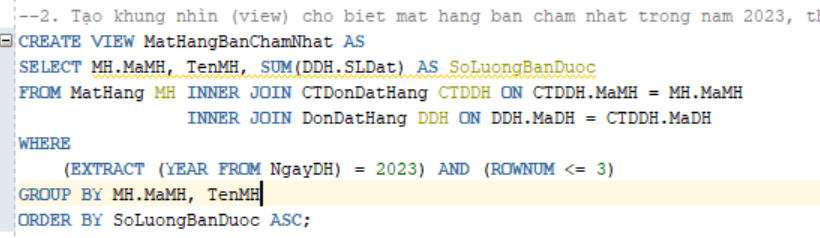 --2. Tạo khung nhìn (view) cho biet mat hang ban cham nhat trong nam 2023, th
CREATE VIEW MatHangBanChamNhat AS
SELECT MH.MaMH, TenMH, SUM(DDH.SLDat) AS SoLuongBanDuoc
FROM MatHang MH INNER JOIN CTDonDatHang CTDDH ON CTDDH.MaMH = MH.MaMH
INNER JOIN DonDatHang DDH ON DDH.MaDH = CTDDH.MaDH
WHERE
(EXTRACT (YEAR FROM NgayDH) = 2023) AND (ROWNUM <= 3)
GROUP BY MH.MaMH, TenMH
ORDER BY SoLuongBanDuoc ASC;